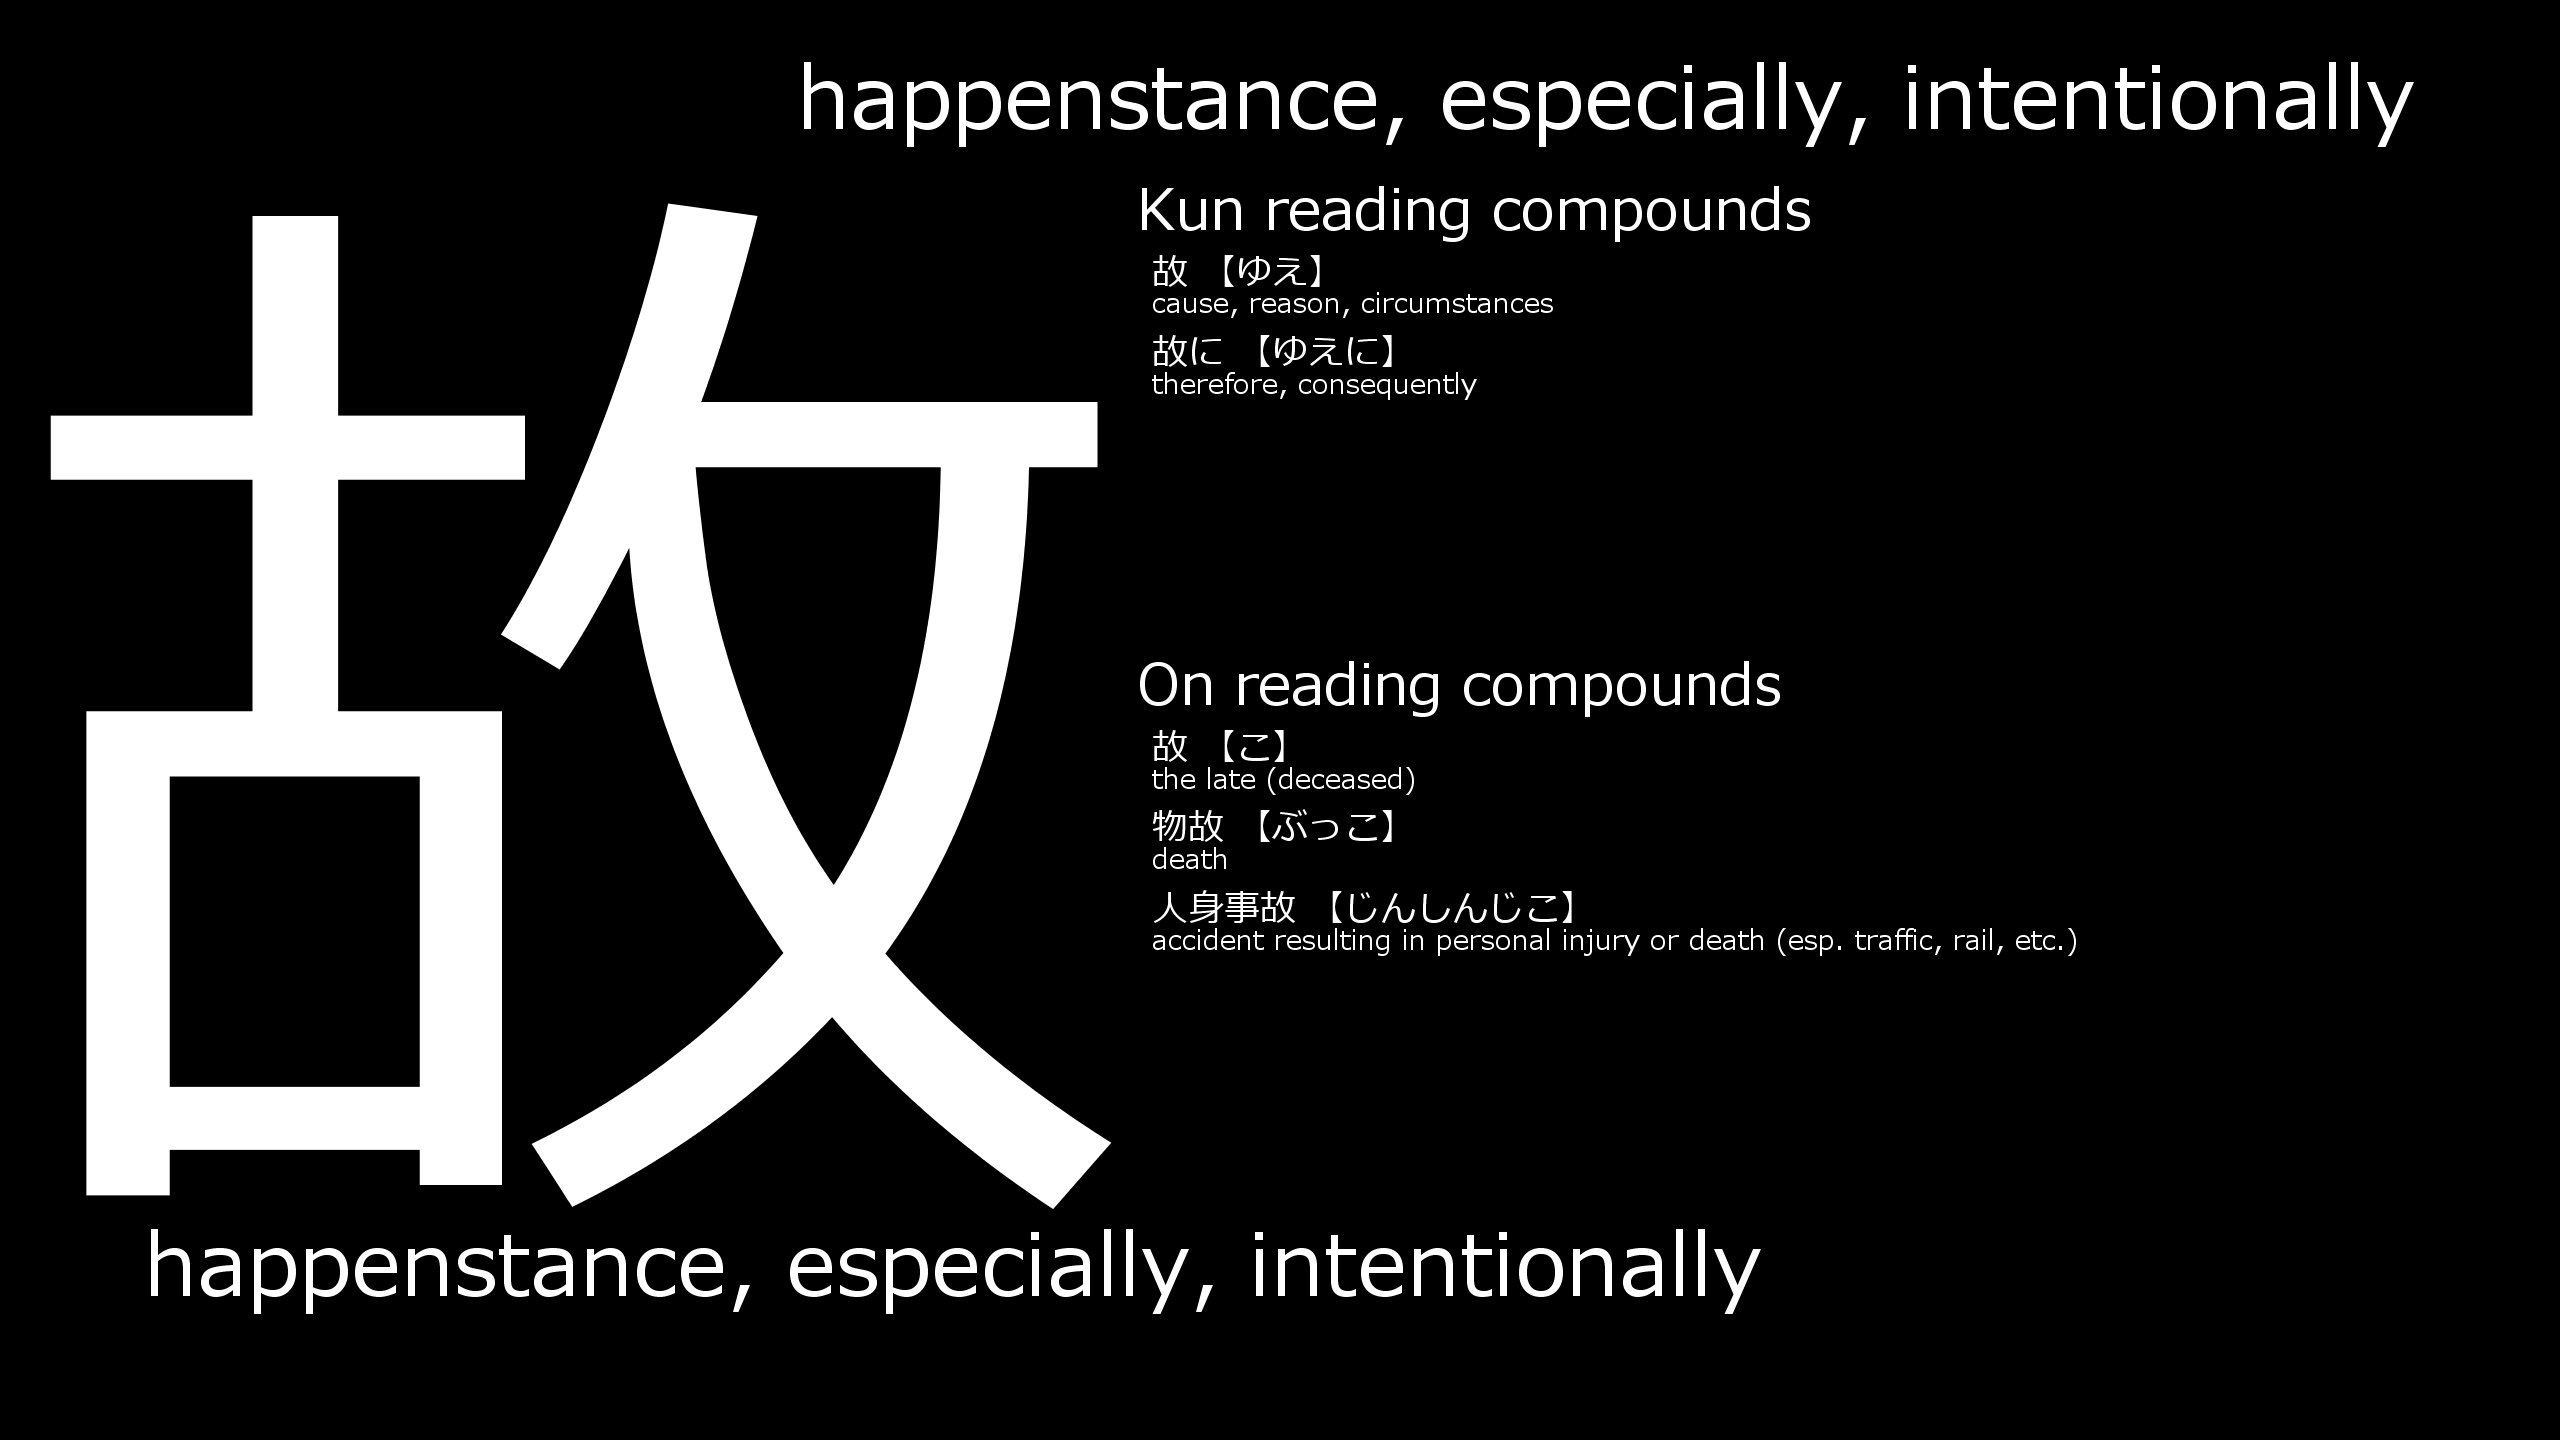 happenstance, especially, intentionally
故
Kun reading compounds
故 【ゆえ】
cause, reason, circumstances
故に 【ゆえに】
therefore, consequently
On reading compounds
故 【こ】
the late (deceased)
物故 【ぶっこ】
death
人身事故 【じんしんじこ】
accident resulting in personal injury or death (esp. traffic, rail, etc.)
happenstance, especially, intentionally